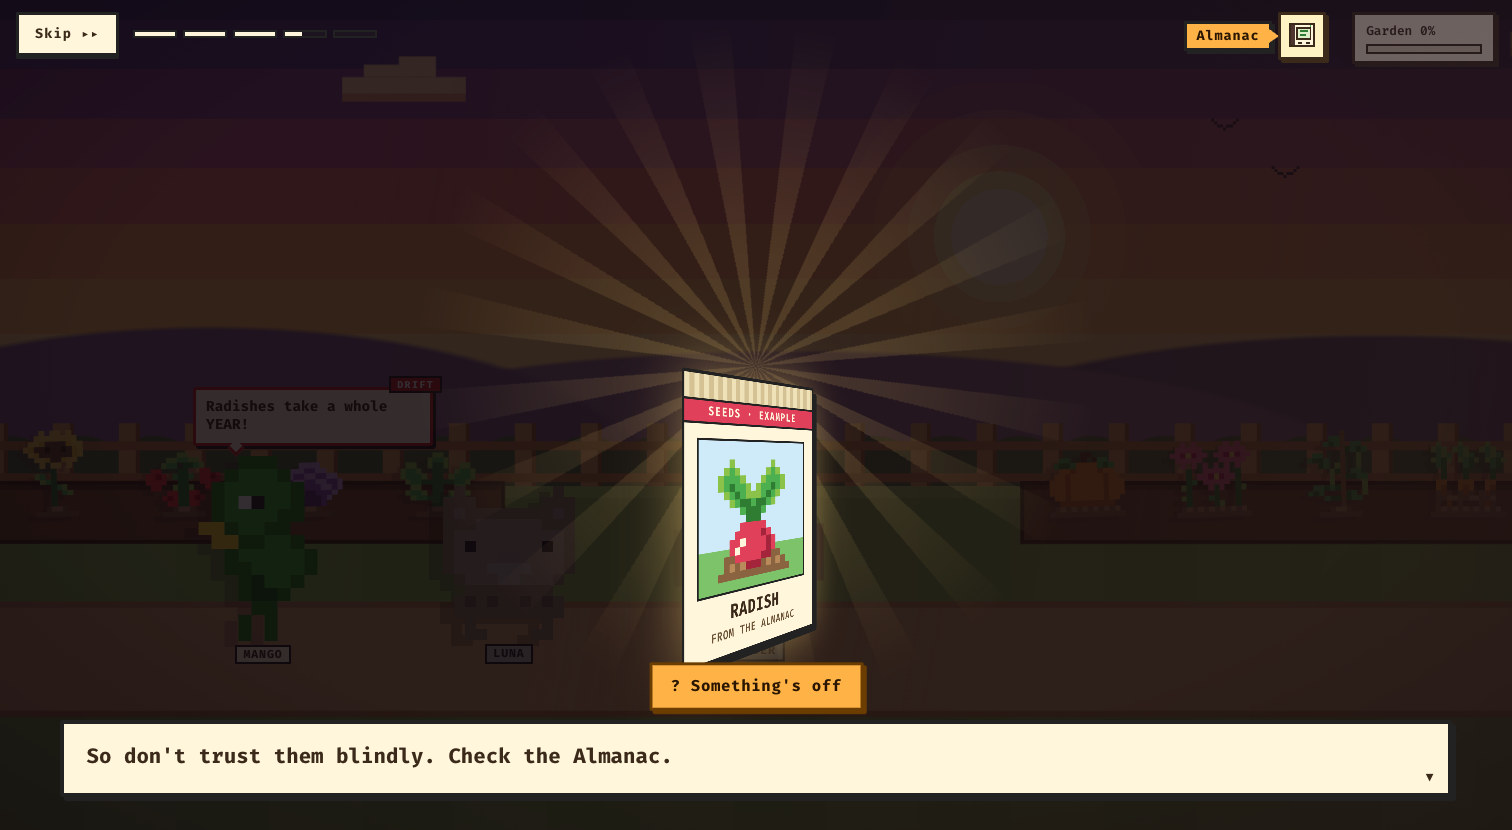 Skip ▸▸
Almanac
Garden 0%
DRIFT
Radishes take a whole
YEAR!
SEEDS · EXAMPLE
RADISH
FROM THE ALMANAC
MANGO
LUNA
? Something's off
So don't trust them blindly. Check the Almanac.
▼